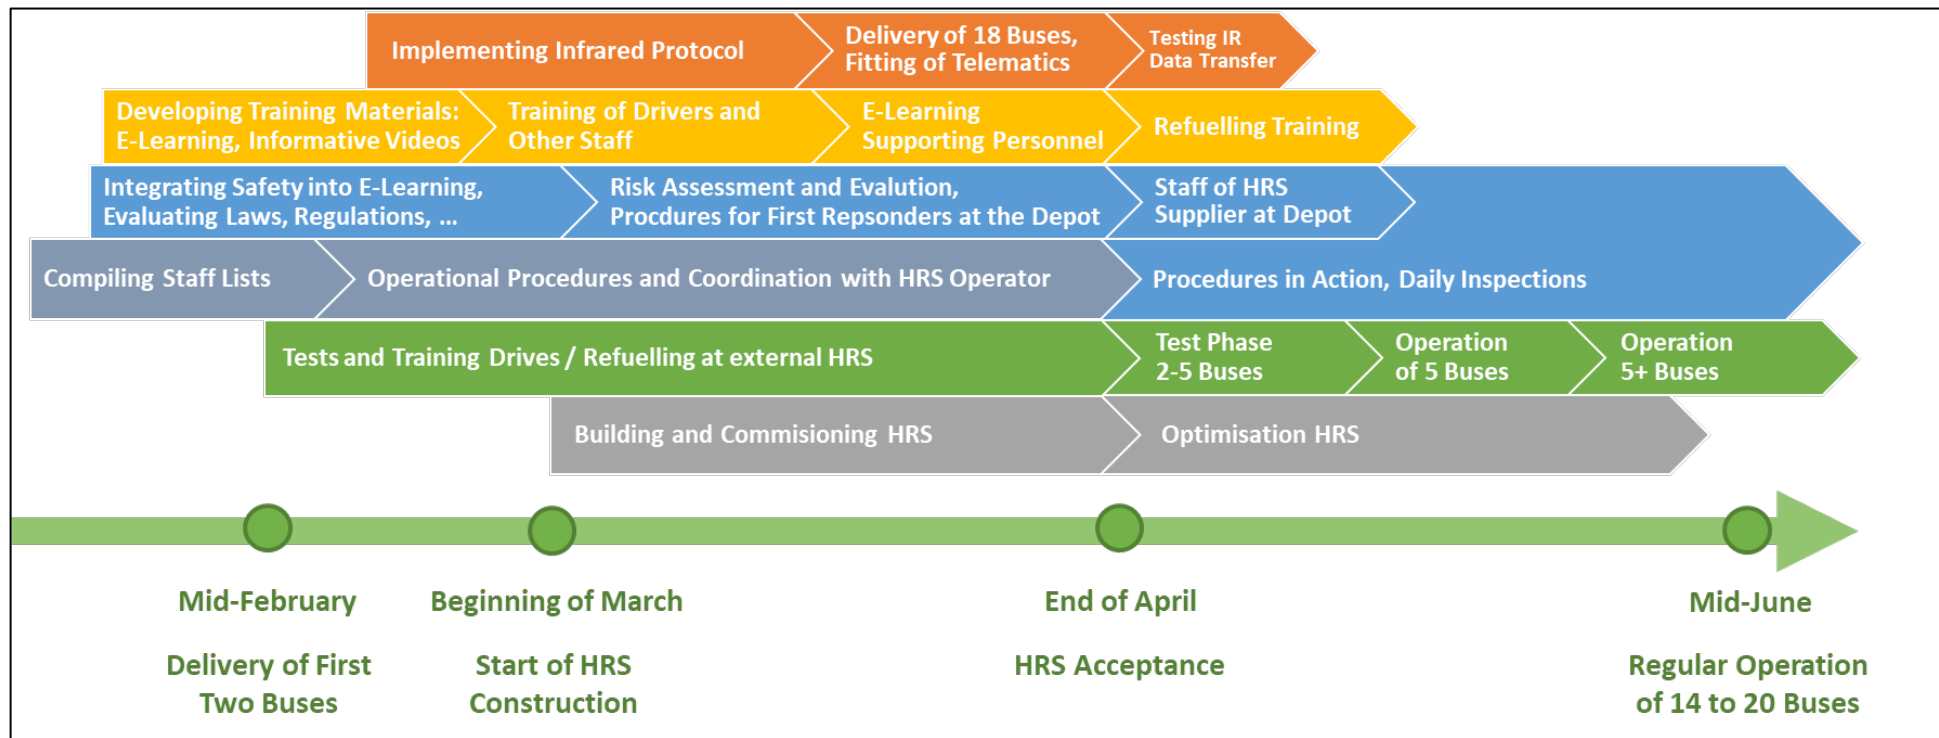 Implementing Infrared Protocol
Delivery of 18 Buses,
Fitting of Telematics
Testing IR
Data Transfer
Developing Training Materials:
E-Learning, Informative Videos
Training of Drivers and
Other Staff
E-Learning
Supporting Personnel
Refuelling Training
Integrating Safety into E-Learning,
Evaluating Laws, Regulations, ...
Risk Assessment and Evalution,
Procdures for First Repsonders at the Depot
Staff of HRS
Supplier at Depot
Compiling Staff Lists
Operational Procedures and Coordination with HRS Operator
Procedures in Action, Daily Inspections
Tests and Training Drives / Refuelling at external HRS
Test Phase
2-5 Buses
Operation
of 5 Buses
Operation
5+ Buses
Building and Commisioning HRS
Optimisation HRS
Mid-February
Delivery of First
Two Buses
Beginning of March
Start of HRS
Construction
End of April
HRS Acceptance
Mid-June
Regular Operation
of 14 to 20 Buses